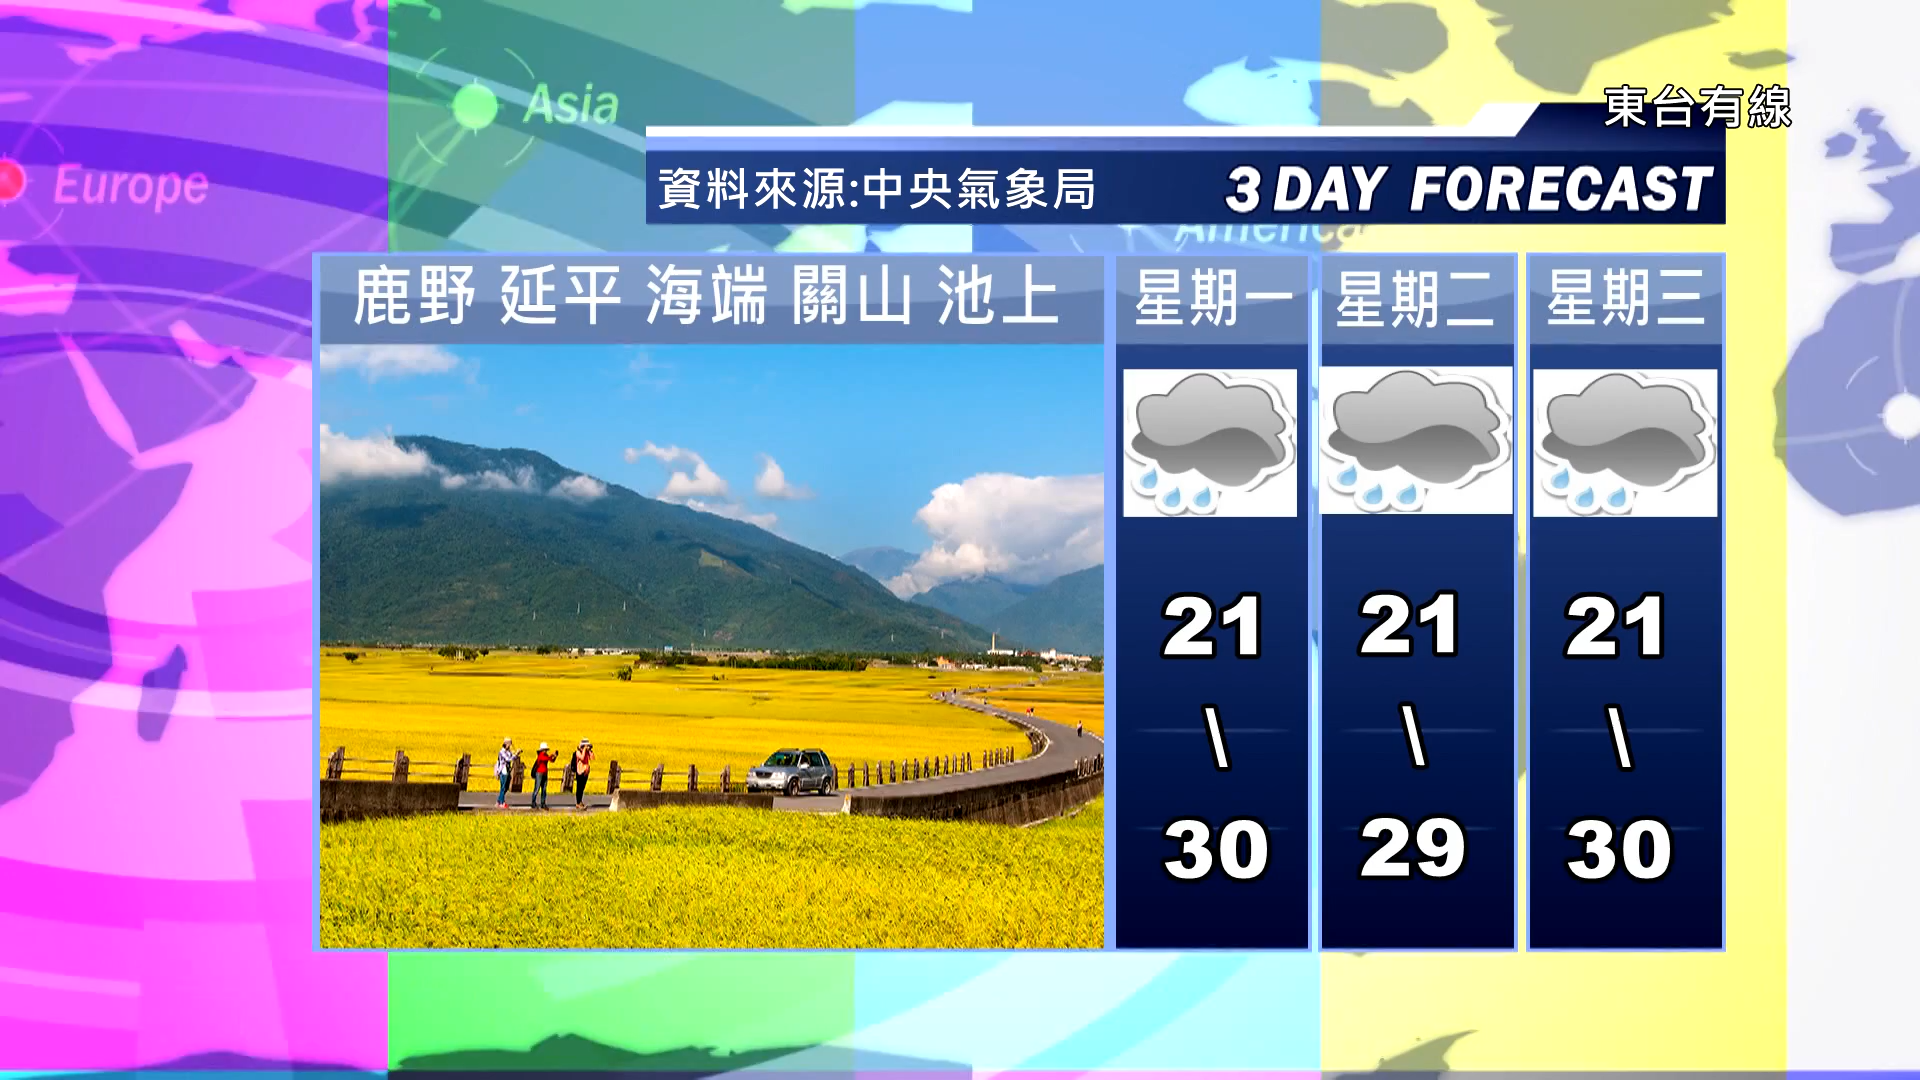 Asia
東台有線
Europe
資料來源:中央氣象局 3 DAY FORECAST
America
鹿野 延平 海端 關山 池上 星期一 星期二 星期三
21 21 21
\ \ \
30 29 30